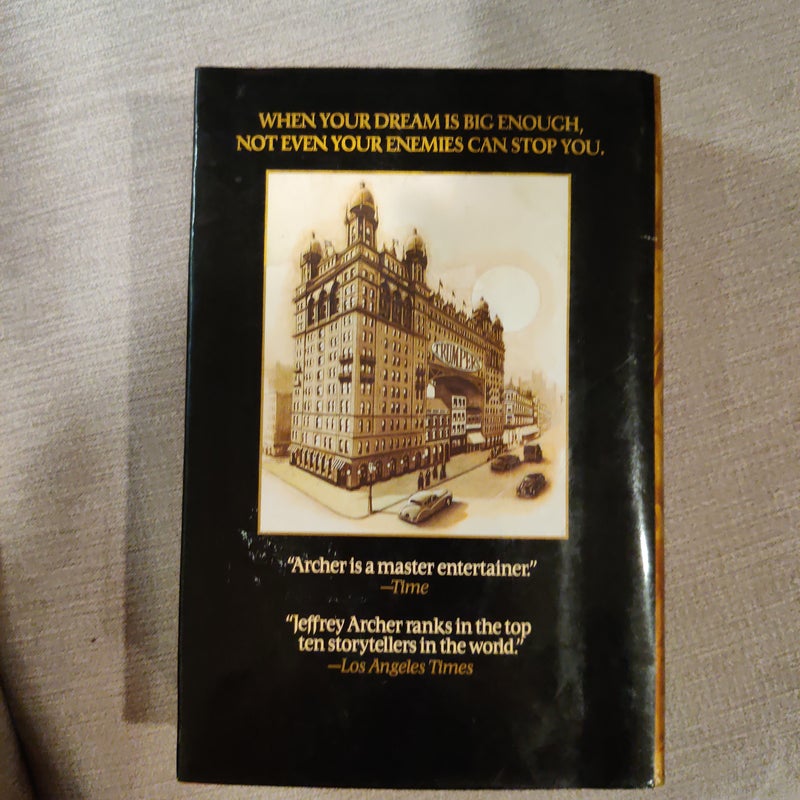 WHEN YOUR DREAM IS BIG ENOUGH,
NOT EVEN YOUR ENEMIES CAN STOP YOU.
TRUMPER'S
"Archer is a master entertainer."
—Time
"Jeffrey Archer ranks in the top
ten storytellers in the world."
—Los Angeles Times